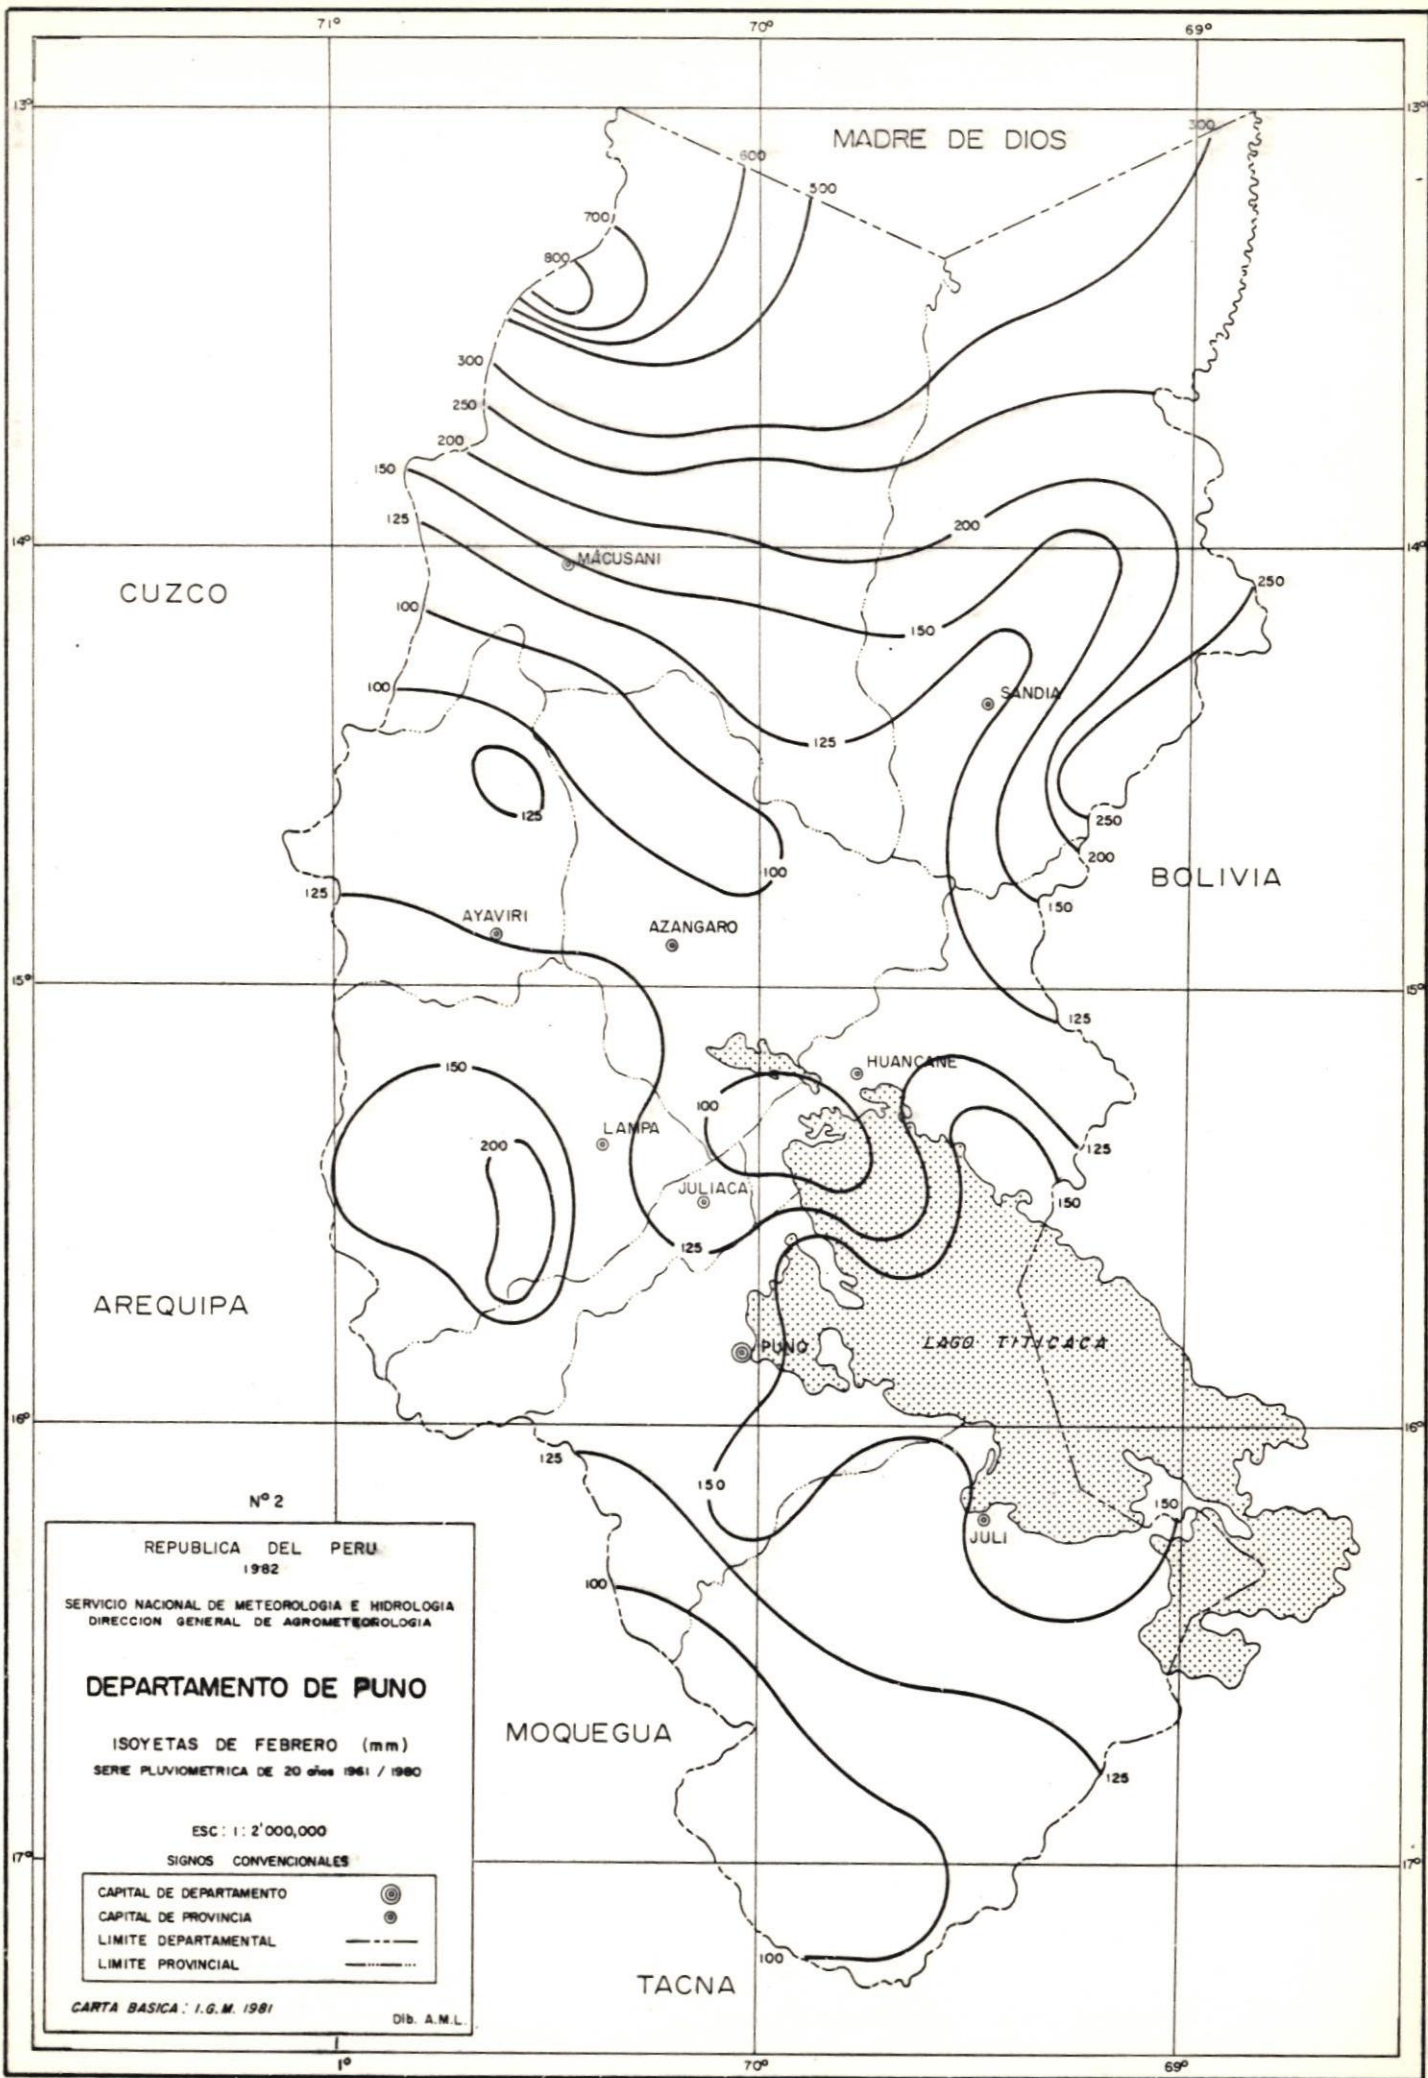 71°
70°
69°
13°
13°
MADRE DE DIOS
300
600
500
700
800
300
250
200
150
125
200
14°
14°
MACUSANI
CUZCO
250
100
150
100
SANDIA
125
125
250
200
100
BOLIVIA
125
150
AYAVIRI
AZANGARO
15°
15°
125
HUANCANE
150
100
LAMPA
200
125
JULIACA
150
125
AREQUIPA
PUNO
LAGO TITICACA
16°
16°
125
150
150
JULI
100
MOQUEGUA
125
17°
17°
100
TACNA
N° 2
REPUBLICA DEL PERU
1982
SERVICIO NACIONAL DE METEOROLOGIA E HIDROLOGIA
DIRECCION GENERAL DE AGROMETEOROLOGIA
DEPARTAMENTO DE PUNO
ISOYETAS DE FEBRERO (mm)
SERIE PLUVIOMETRICA DE 20 años 1961 / 1980
ESC: 1: 2'000,000
SIGNOS CONVENCIONALES
CAPITAL DE DEPARTAMENTO
CAPITAL DE PROVINCIA
LIMITE DEPARTAMENTAL
LIMITE PROVINCIAL
CARTA BASICA: I.G.M. 1981
Dib. A.M.L.
1°
70°
69°